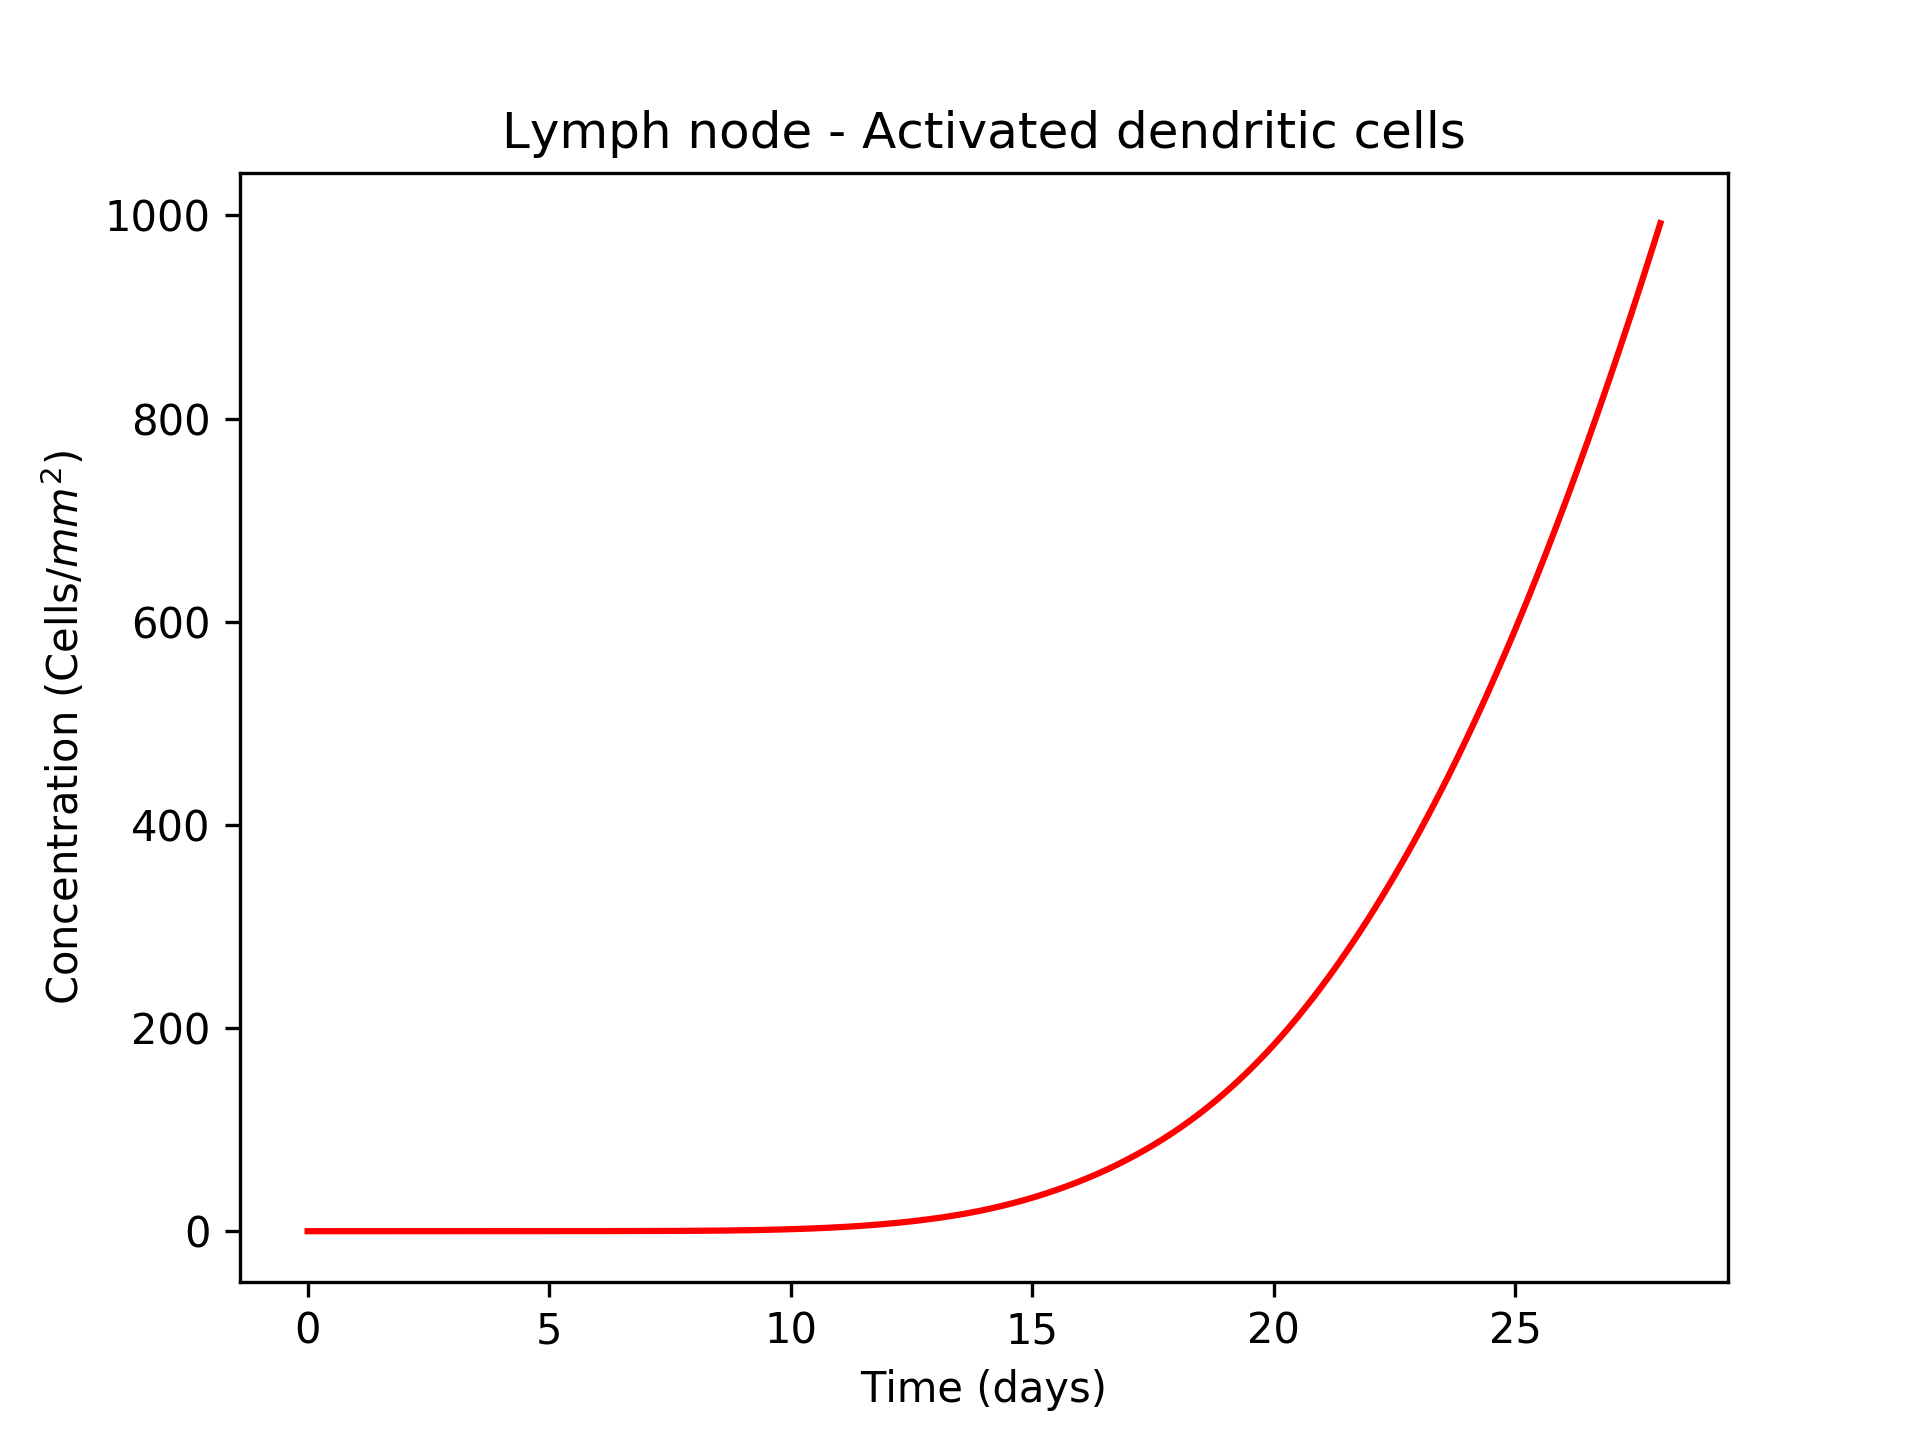 Lymph node - Activated dendritic cells
1000
800
600
400
200
0
Concentration (Cells/mm²)
0 5 10 15 20 25
Time (days)